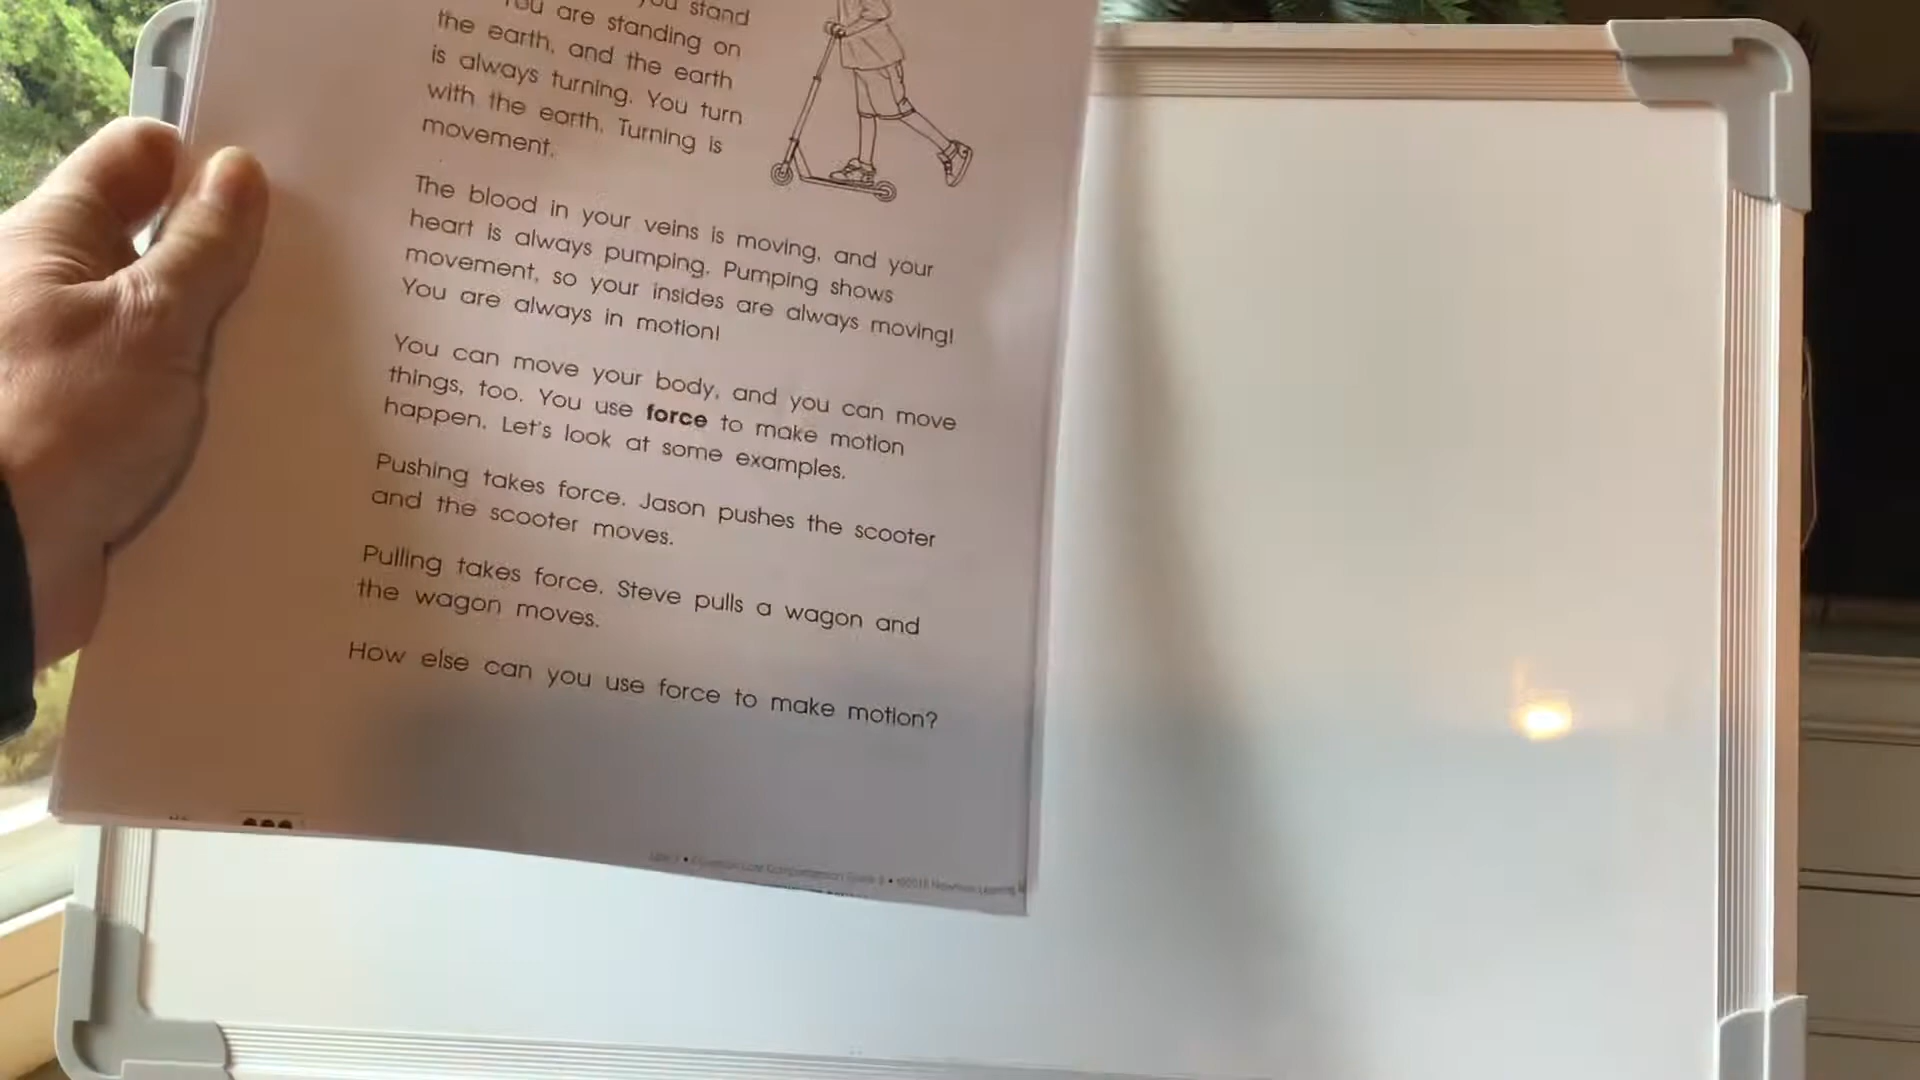 you stand
You are standing on
the earth, and the earth
is always turning. You turn
with the earth. Turning is
movement.
The blood in your veins is moving, and your
heart is always pumping. Pumping shows
movement, so your insides are always moving!
You are always in motion!
You can move your body, and you can move
things, too. You use force to make motion
happen. Let's look at some examples.
Pushing takes force. Jason pushes the scooter
and the scooter moves.
Pulling takes force. Steve pulls a wagon and
the wagon moves.
How else can you use force to make motion?